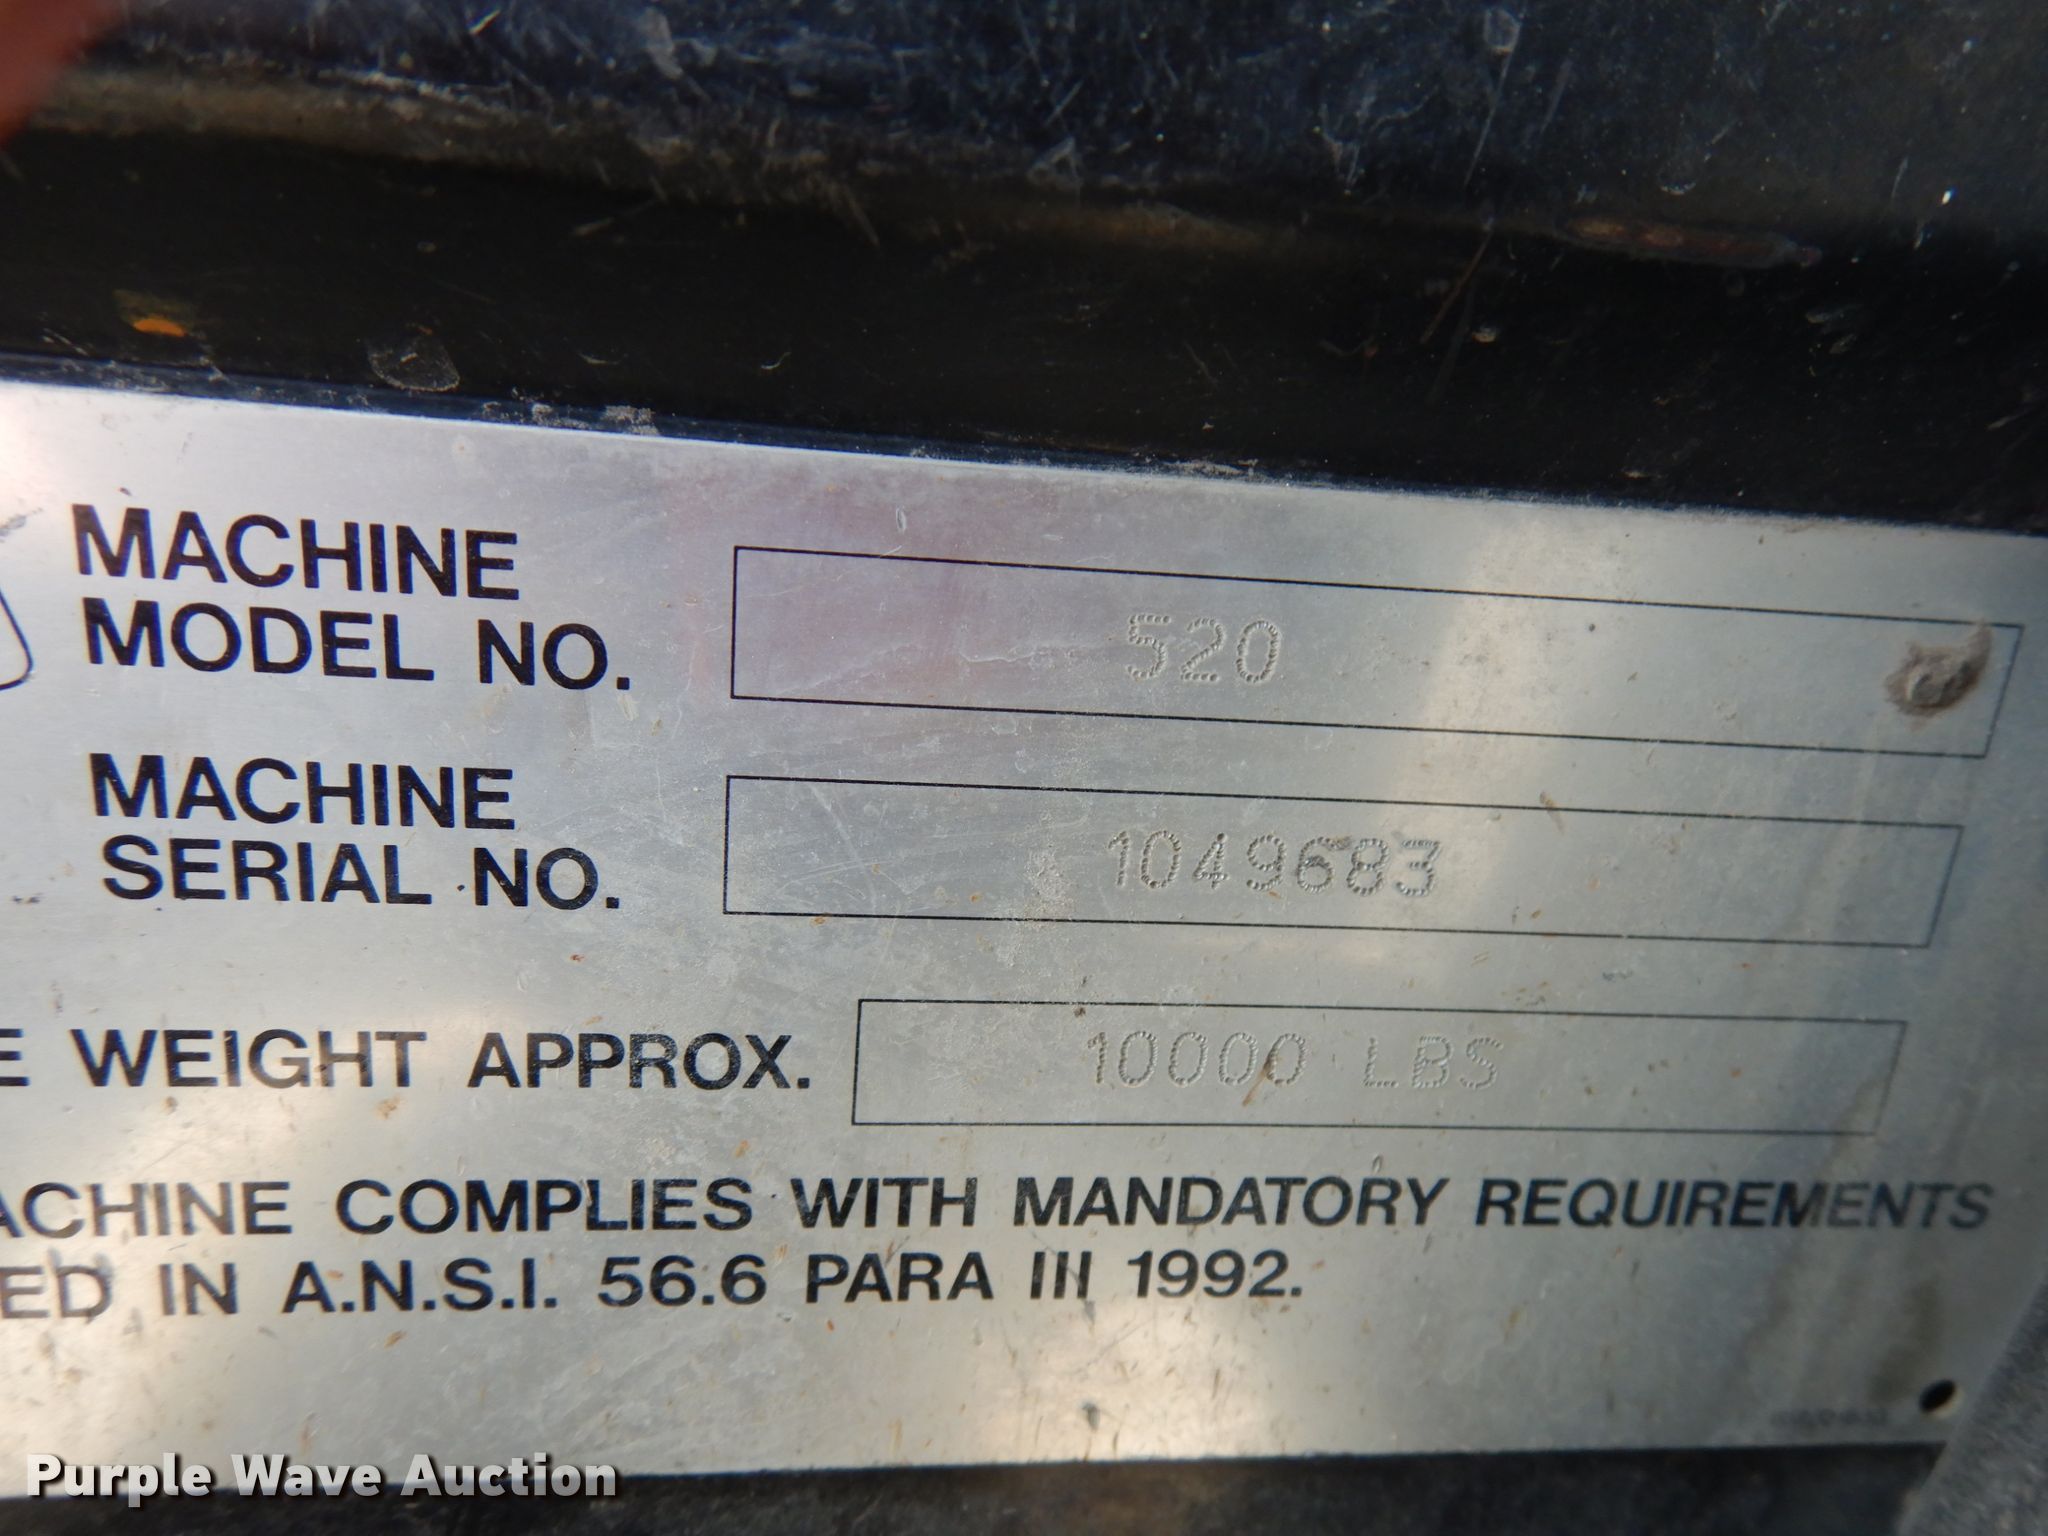 MACHINE
MODEL NO. 520
MACHINE
SERIAL NO. 1049683
E WEIGHT APPROX. 10000 LBS
ACHINE COMPLIES WITH MANDATORY REQUIREMENTS
ED IN A.N.S.I. 56.6 PARA III 1992.
Purple Wave Auction